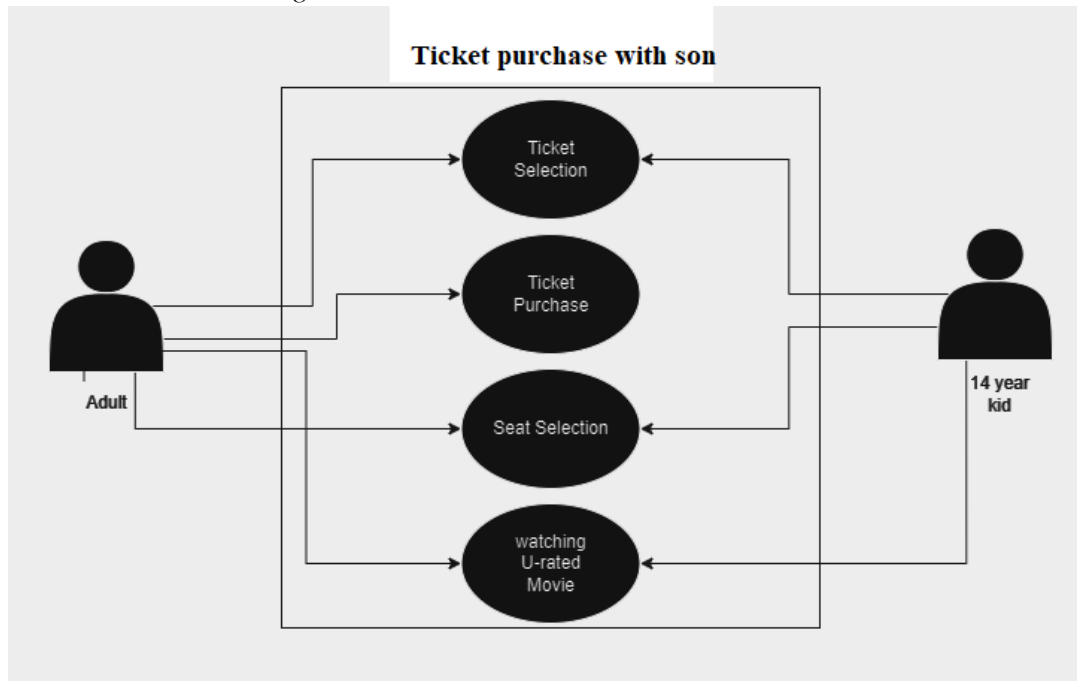 Ticket purchase with son
Ticket
Selection
Ticket
Purchase
Adult
14 year
kid
Seat Selection
watching
U-rated
Movie